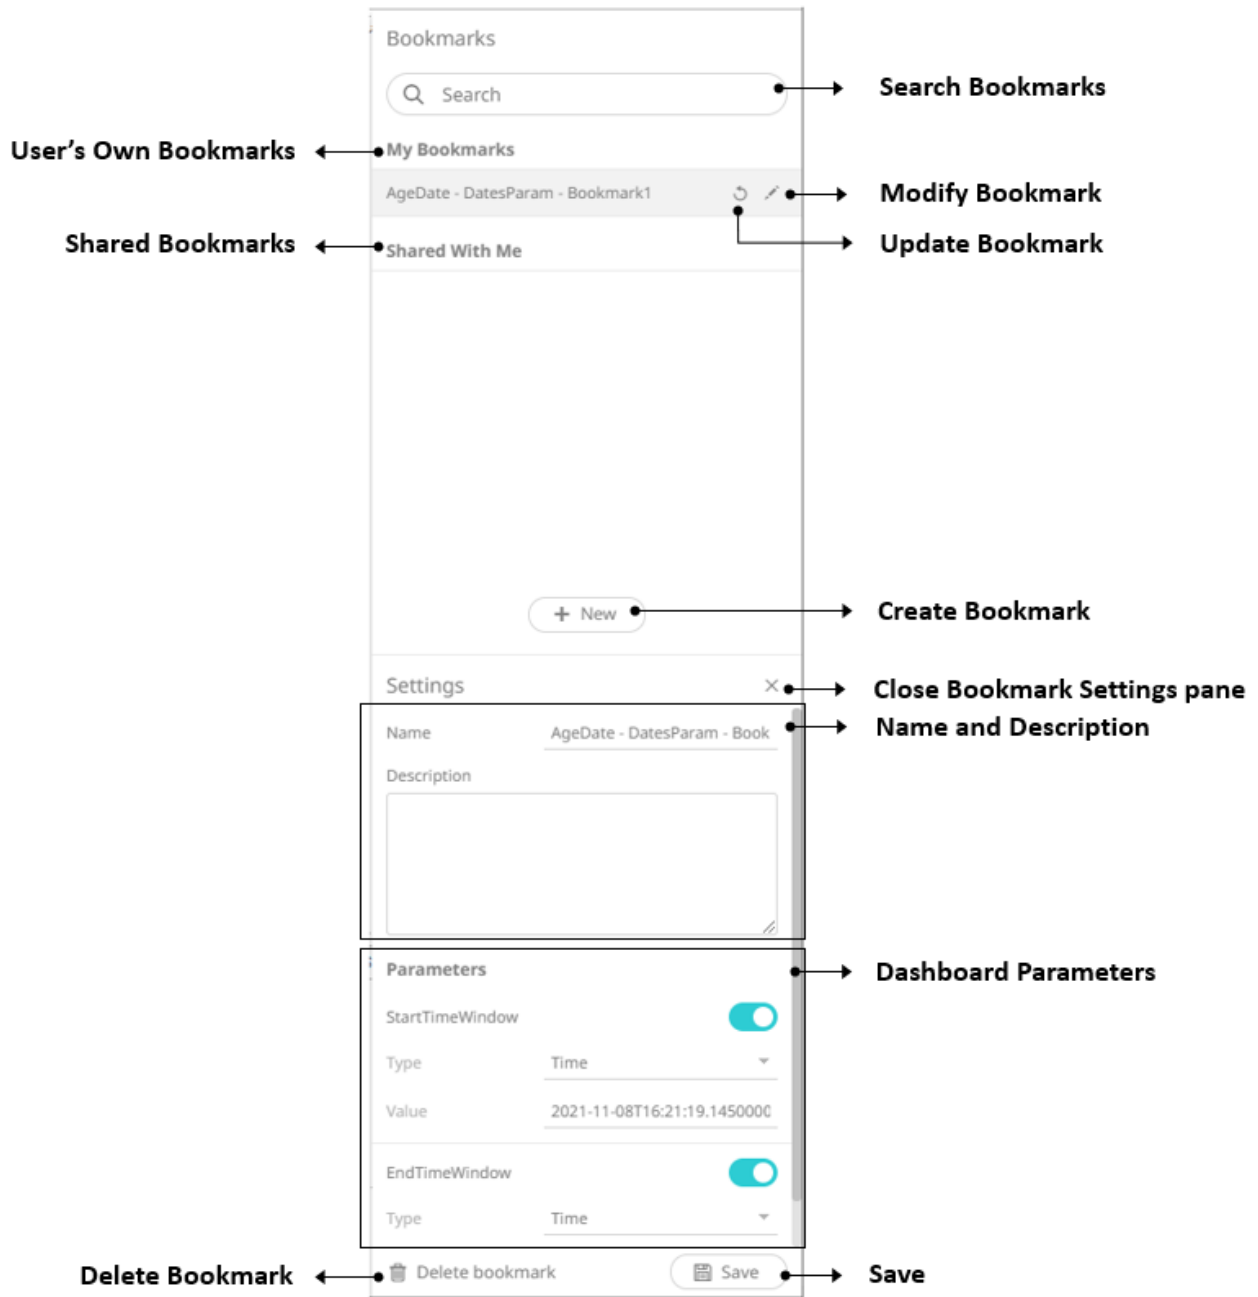 Bookmarks
Search
Search Bookmarks
User's Own Bookmarks
My Bookmarks
AgeDate - DatesParam - Bookmark1
Modify Bookmark
Shared Bookmarks
Shared With Me
Update Bookmark
New
Create Bookmark
Settings
Close Bookmark Settings pane
Name
AgeDate - DatesParam - Book
Name and Description
Description
Parameters
Dashboard Parameters
StartTimeWindow
Type
Time
Value
2021-11-08T16:21:19.1450000
EndTimeWindow
Type
Time
Delete Bookmark
Delete bookmark
Save
Save